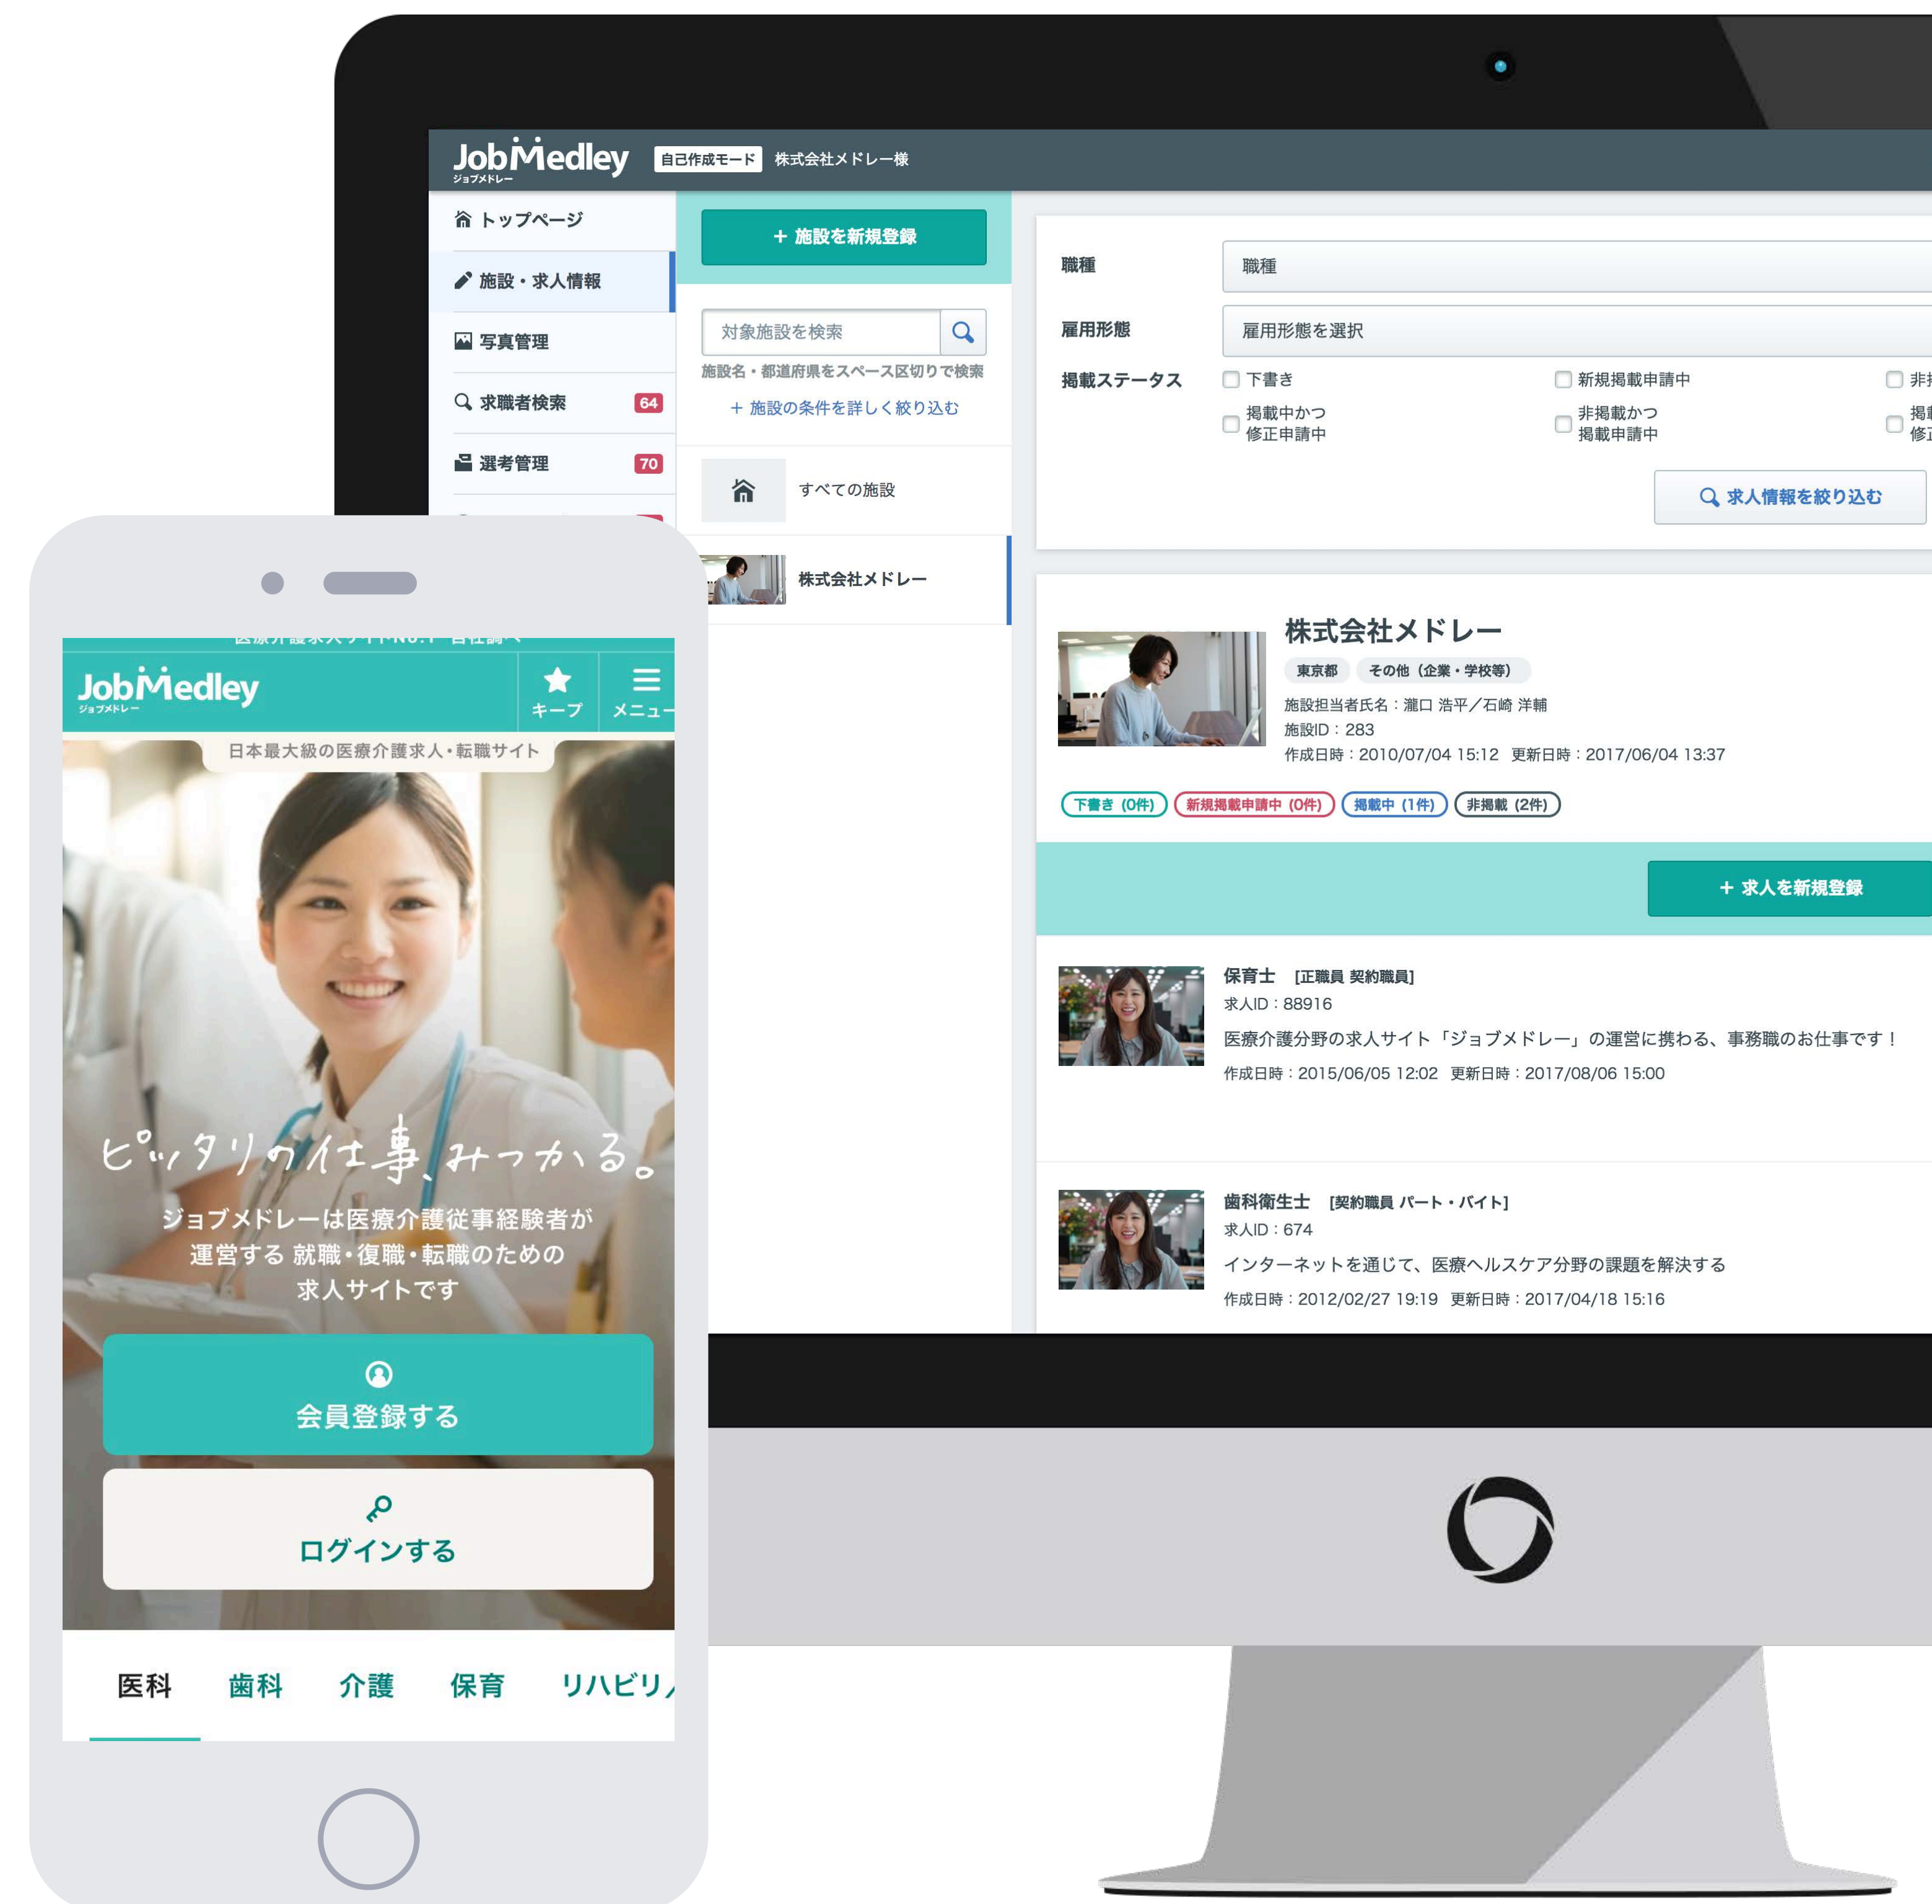 JobMedley
ジョブメドレー
自己作成モード
株式会社メドレー様
トップページ
施設・求人情報
写真管理
求職者検索 64
選考管理 70
+ 施設を新規登録
対象施設を検索
施設名・都道府県をスペース区切りで検索
+ 施設の条件を詳しく絞り込む
すべての施設
株式会社メドレー
職種 職種
雇用形態 雇用形態を選択
掲載ステータス 下書き 新規掲載申請中
掲載中かつ
修正申請中
非掲載かつ
掲載申請中
求人情報を絞り込む
株式会社メドレー
東京都 その他（企業・学校等）
施設担当者氏名：瀧口 浩平／石崎 洋輔
施設ID：283
作成日時：2010/07/04 15:12 更新日時：2017/06/04 13:37
下書き (0件) 新規掲載申請中 (0件) 掲載中 (1件) 非掲載 (2件)
+ 求人を新規登録
保育士 [正職員 契約職員]
求人ID：88916
医療介護分野の求人サイト「ジョブメドレー」の運営に携わる、事務職のお仕事です！
作成日時：2015/06/05 12:02 更新日時：2017/08/06 15:00
歯科衛生士 [契約職員 パート・バイト]
求人ID：674
インターネットを通じて、医療ヘルスケア分野の課題を解決する
作成日時：2012/02/27 19:19 更新日時：2017/04/18 15:16
JobMedley
ジョブメドレー
キープ
メニュー
日本最大級の医療介護求人・転職サイト
ピッタリの仕事、みつかる。
ジョブメドレーは医療介護従事経験者が
運営する 就職・復職・転職のための
求人サイトです
会員登録する
ログインする
医科 歯科 介護 保育 リハビリ